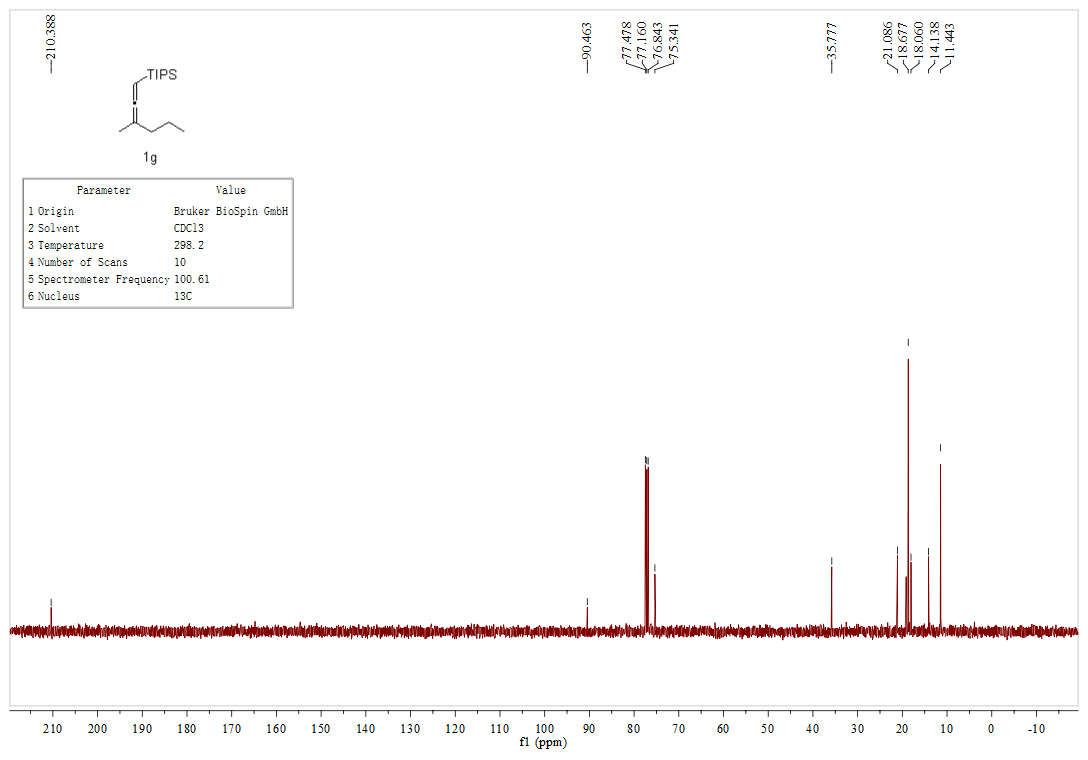 210.388
90.463
77.478
77.160
76.843
75.341
35.777
21.086
18.677
18.060
14.138
11.443
TIPS
1g
Parameter Value
1 Origin Bruker BioSpin GmbH
2 Solvent CDCl3
3 Temperature 298.2
4 Number of Scans 10
5 Spectrometer Frequency 100.61
6 Nucleus 13C
210 200 190 180 170 160 150 140 130 120 110 100 90 80 70 60 50 40 30 20 10 0 -10
f1 (ppm)